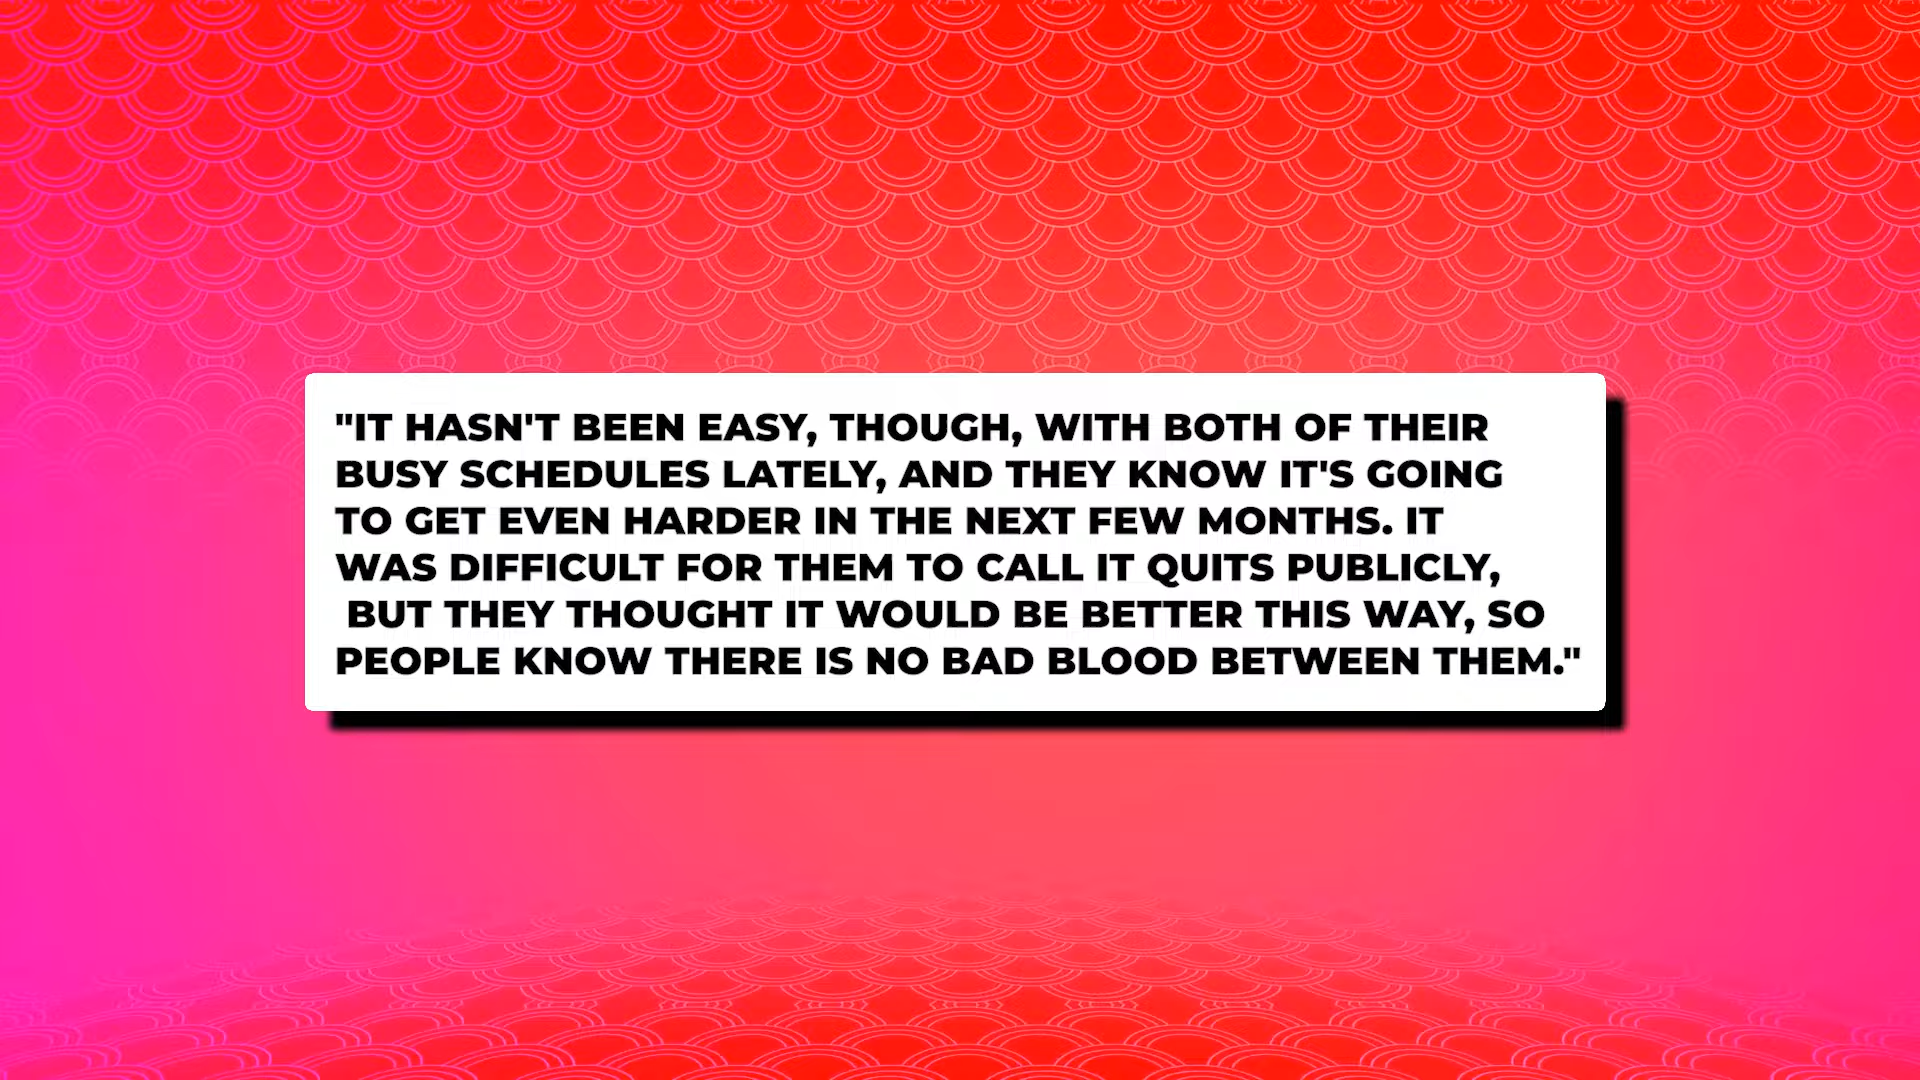 "IT HASN'T BEEN EASY, THOUGH, WITH BOTH OF THEIR
BUSY SCHEDULES LATELY, AND THEY KNOW IT'S GOING
TO GET EVEN HARDER IN THE NEXT FEW MONTHS. IT
WAS DIFFICULT FOR THEM TO CALL IT QUITS PUBLICLY,
BUT THEY THOUGHT IT WOULD BE BETTER THIS WAY, SO
PEOPLE KNOW THERE IS NO BAD BLOOD BETWEEN THEM."